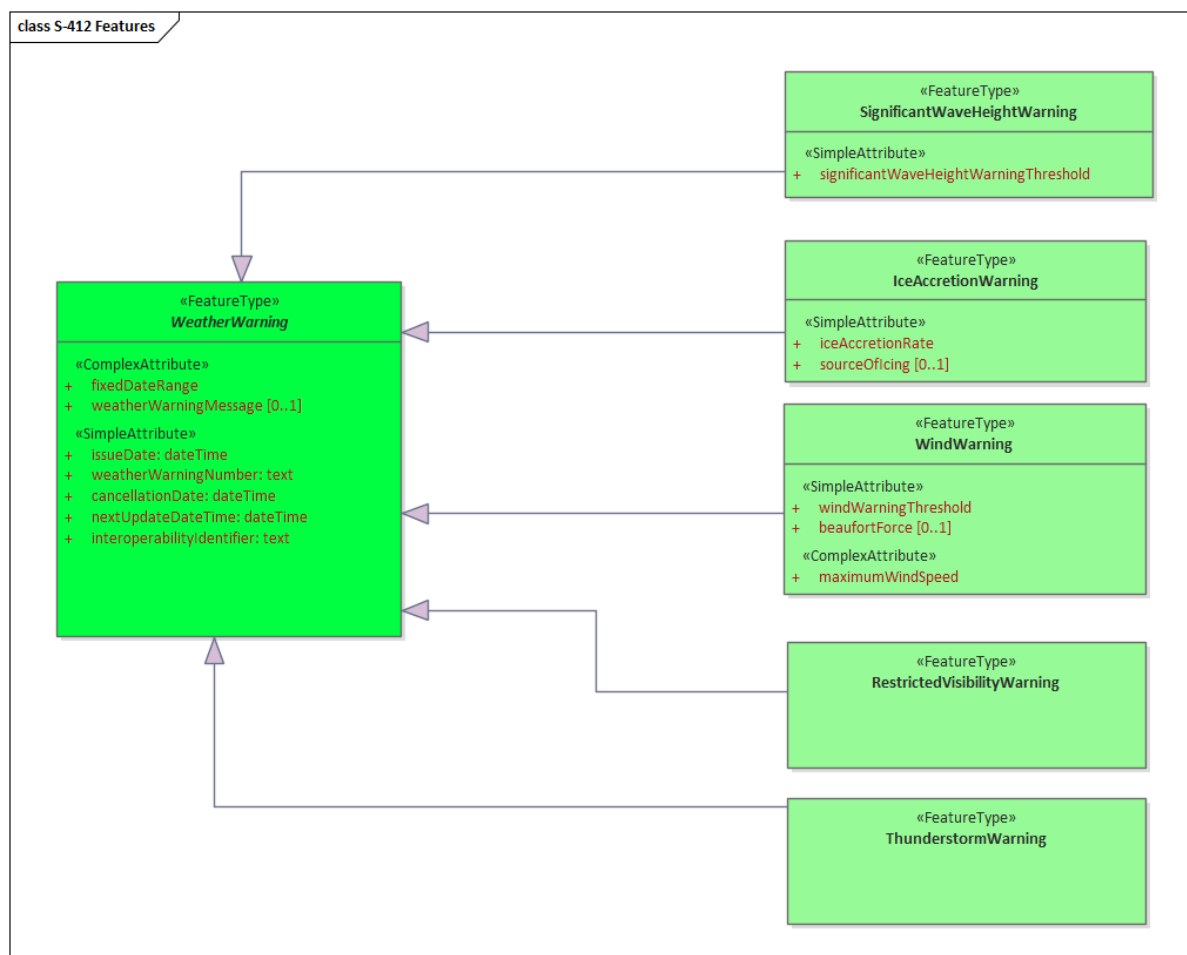 class S-412 Features
«FeatureType»
SignificantWaveHeightWarning
«SimpleAttribute»
+ significantWaveHeightWarningThreshold
«FeatureType»
IceAccretionWarning
«SimpleAttribute»
+ iceAccretionRate
+ sourceOfIcing [0..1]
«FeatureType»
WeatherWarning
«ComplexAttribute»
+ fixedDateRange
+ weatherWarningMessage [0..1]
«SimpleAttribute»
+ issueDate: dateTime
+ weatherWarningNumber: text
+ cancellationDate: dateTime
+ nextUpdateDateTime: dateTime
+ interoperabilityIdentifier: text
«FeatureType»
WindWarning
«SimpleAttribute»
+ windWarningThreshold
+ beaufortForce [0..1]
«ComplexAttribute»
+ maximumWindSpeed
«FeatureType»
RestrictedVisibilityWarning
«FeatureType»
ThunderstormWarning